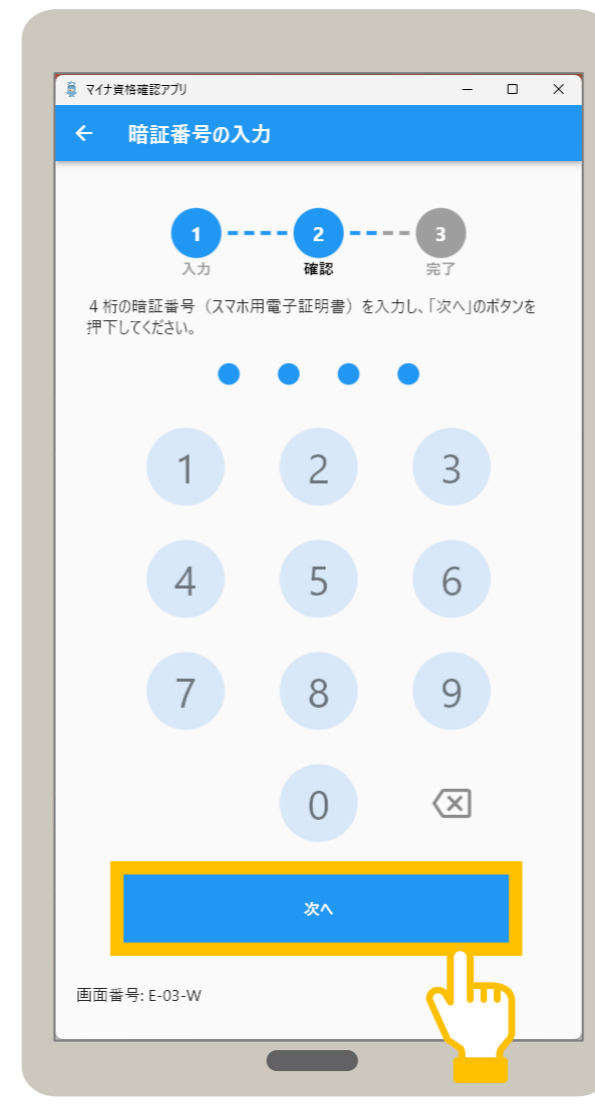 マイナ資格確認アプリ
暗証番号の入力
1 2 3
入力 確認 完了
4桁の暗証番号（スマホ用電子証明書）を入力し、「次へ」のボタンを
押下してください。
1 2 3
4 5 6
7 8 9
0
次へ
画面番号: E-03-W